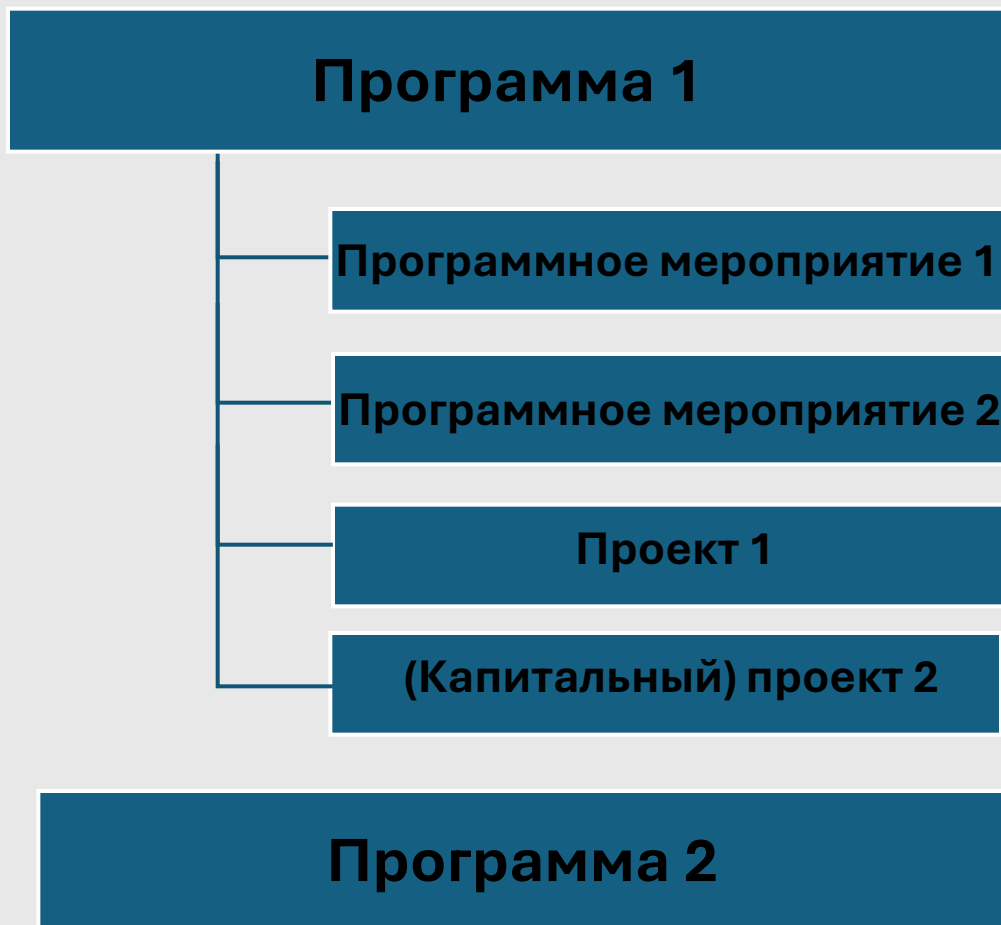 Программа 1
Программное мероприятие 1
Программное мероприятие 2
Проект 1
(Капитальный) проект 2
Программа 2